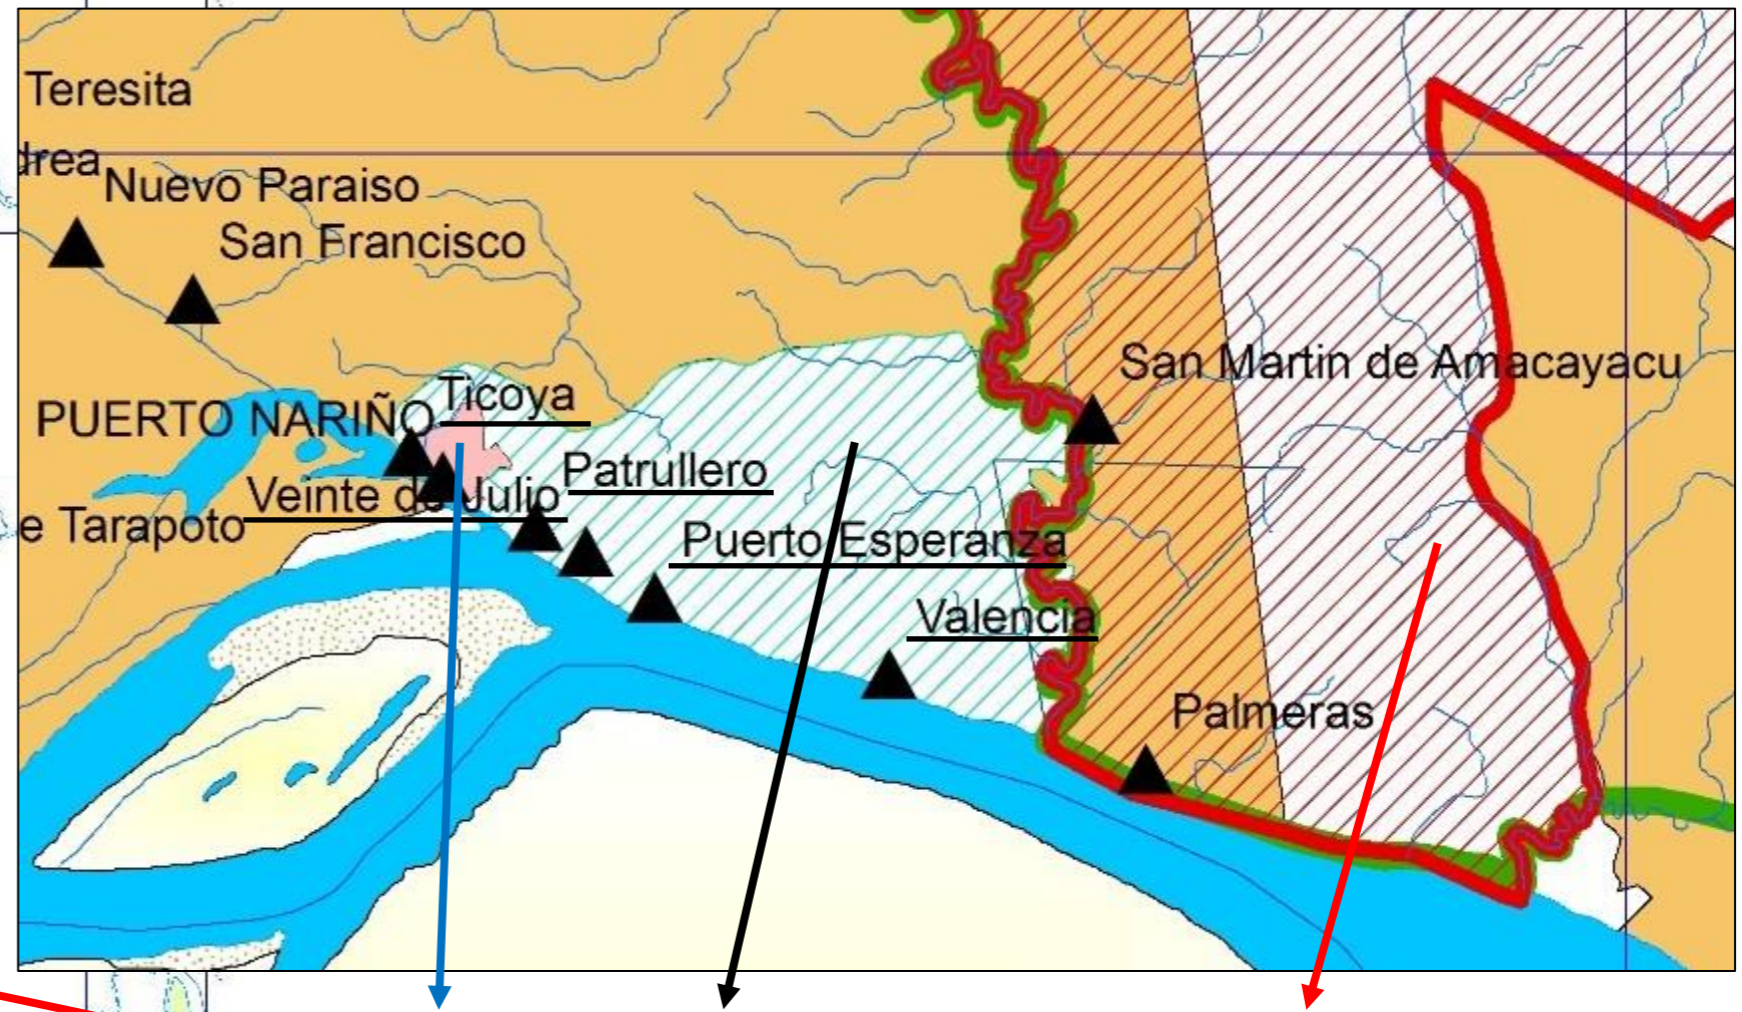 Teresita
drea
Nuevo Paraiso
San Francisco
San Martin de Amacayacu
Ticoya
PUERTO NARIÑO
Patrullero
Veinte de Julio
e Tarapoto
Puerto Esperanza
Valencia
Palmeras